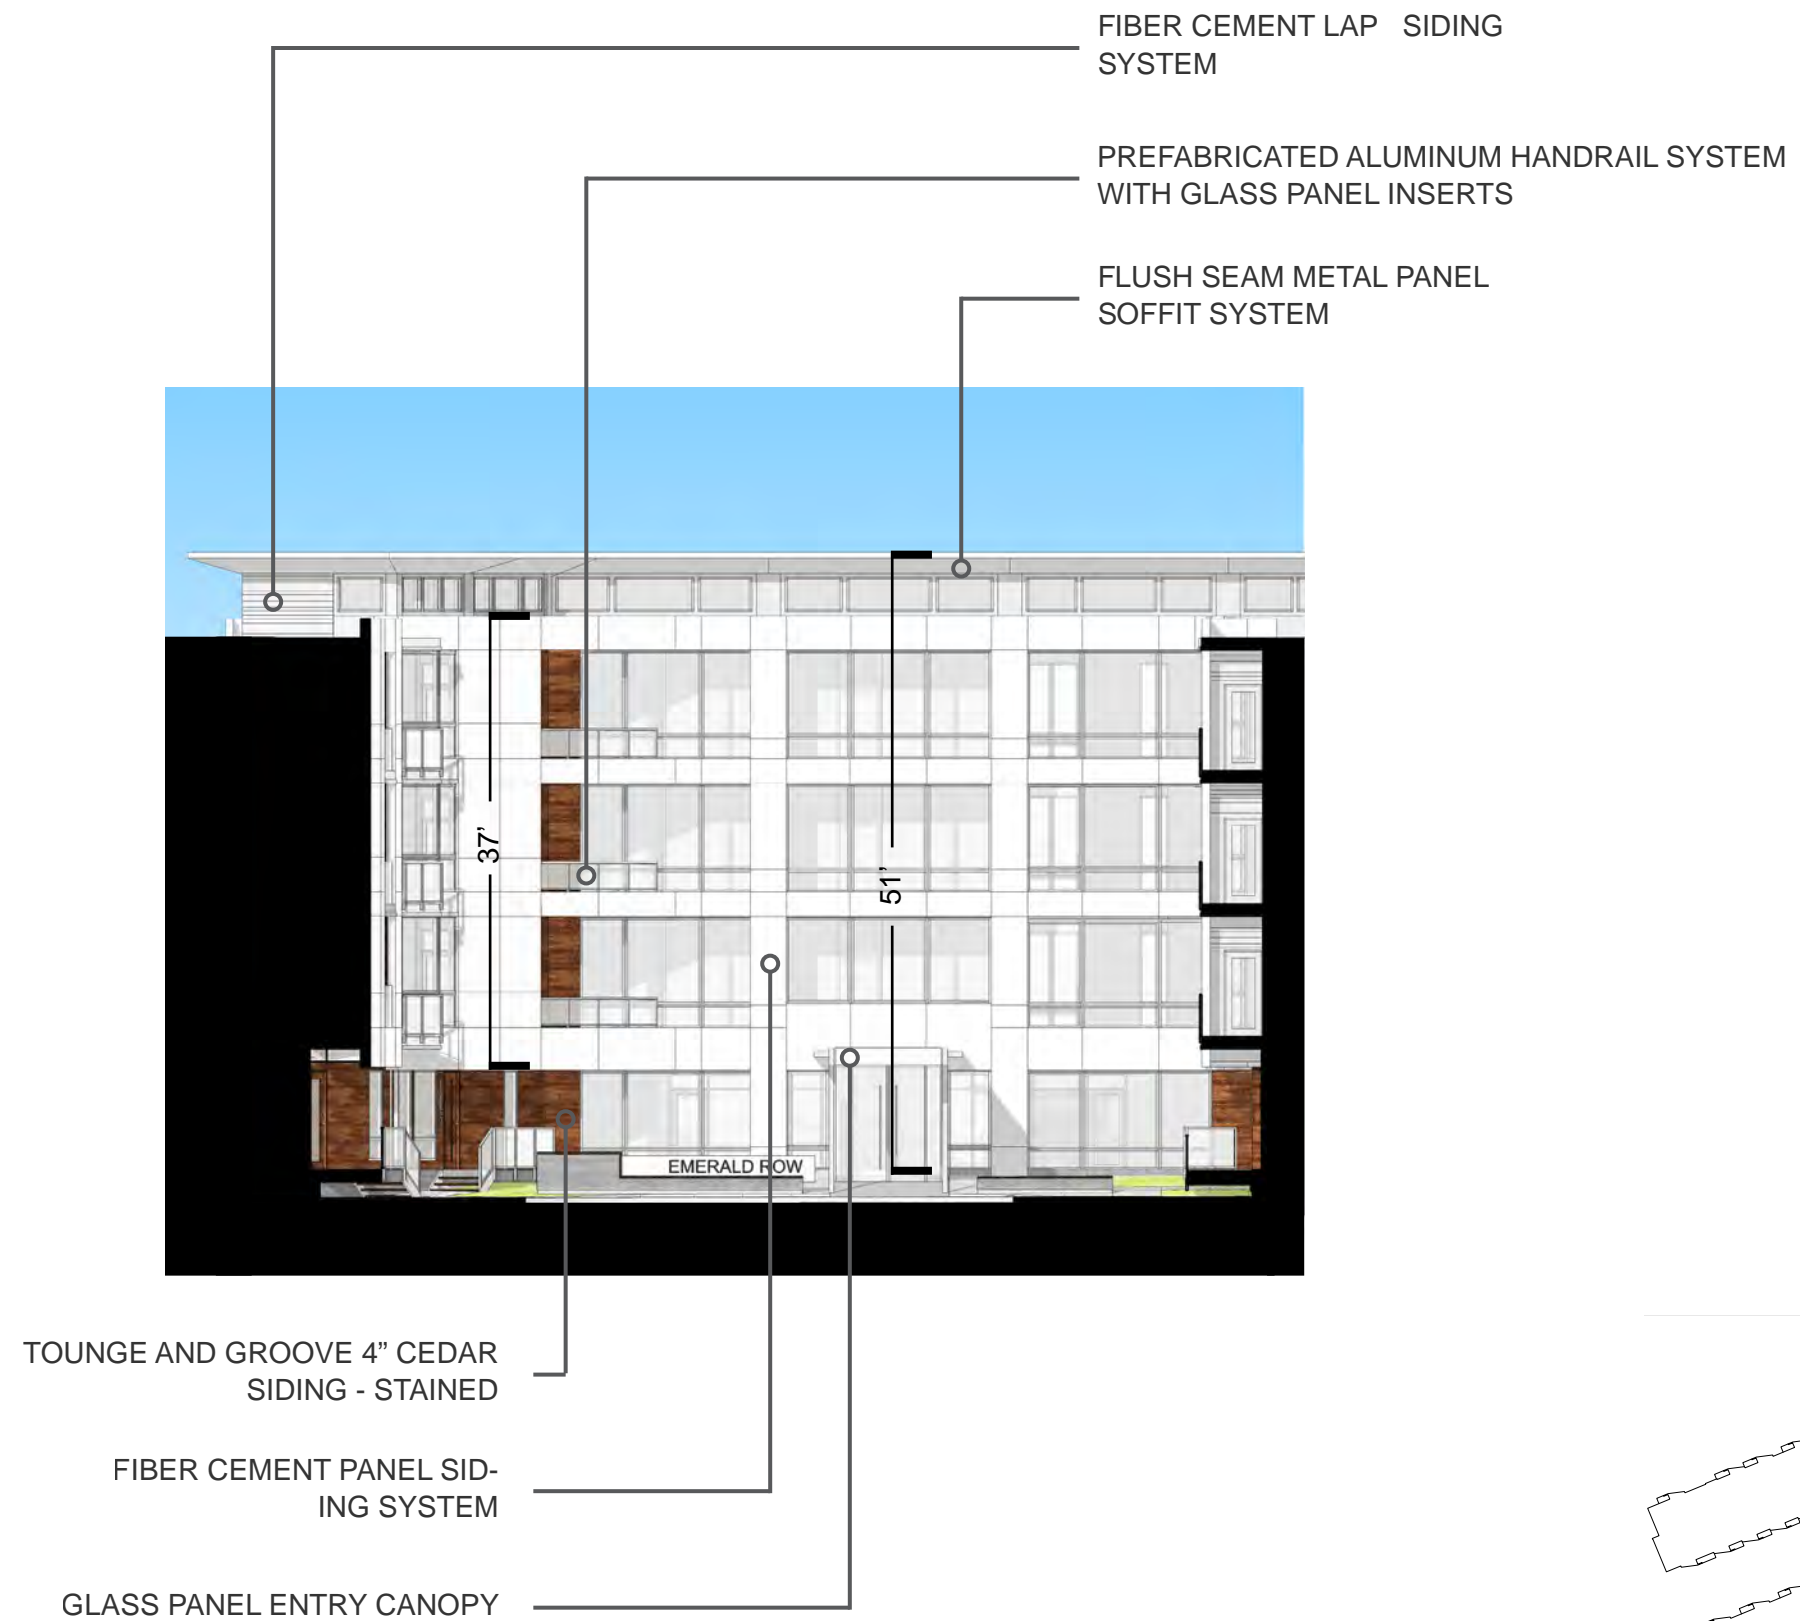 FIBER CEMENT LAP SIDING
SYSTEM
PREFABRICATED ALUMINUM HANDRAIL SYSTEM
WITH GLASS PANEL INSERTS
FLUSH SEAM METAL PANEL
SOFFIT SYSTEM
37’
51’
EMERALD ROW
TOUNGE AND GROOVE 4” CEDAR
SIDING - STAINED
FIBER CEMENT PANEL SID-
ING SYSTEM
GLASS PANEL ENTRY CANOPY